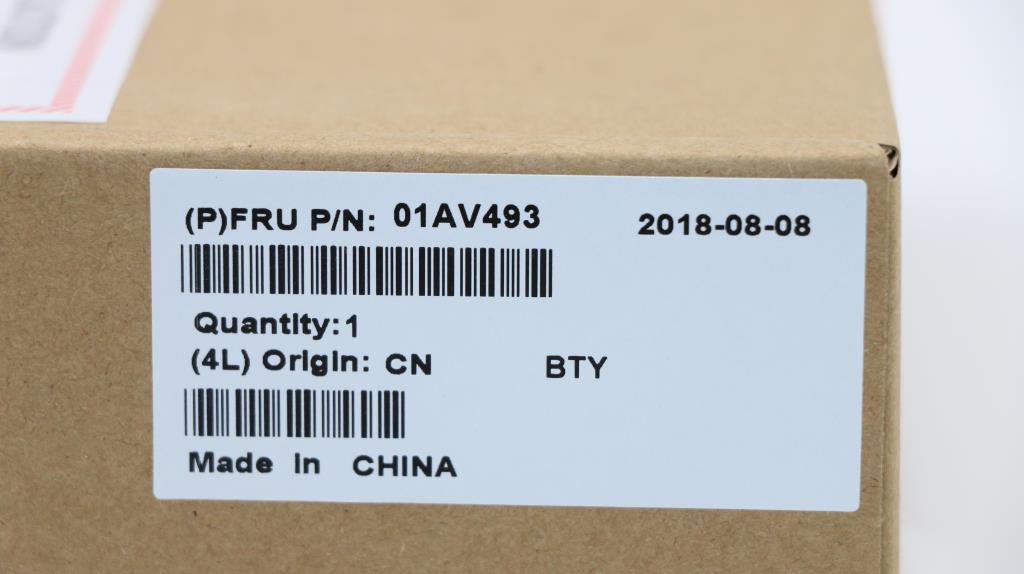 (P)FRU P/N: 01AV493 2018-08-08
Quantity:1
(4L) Origin: CN BTY
Made In CHINA